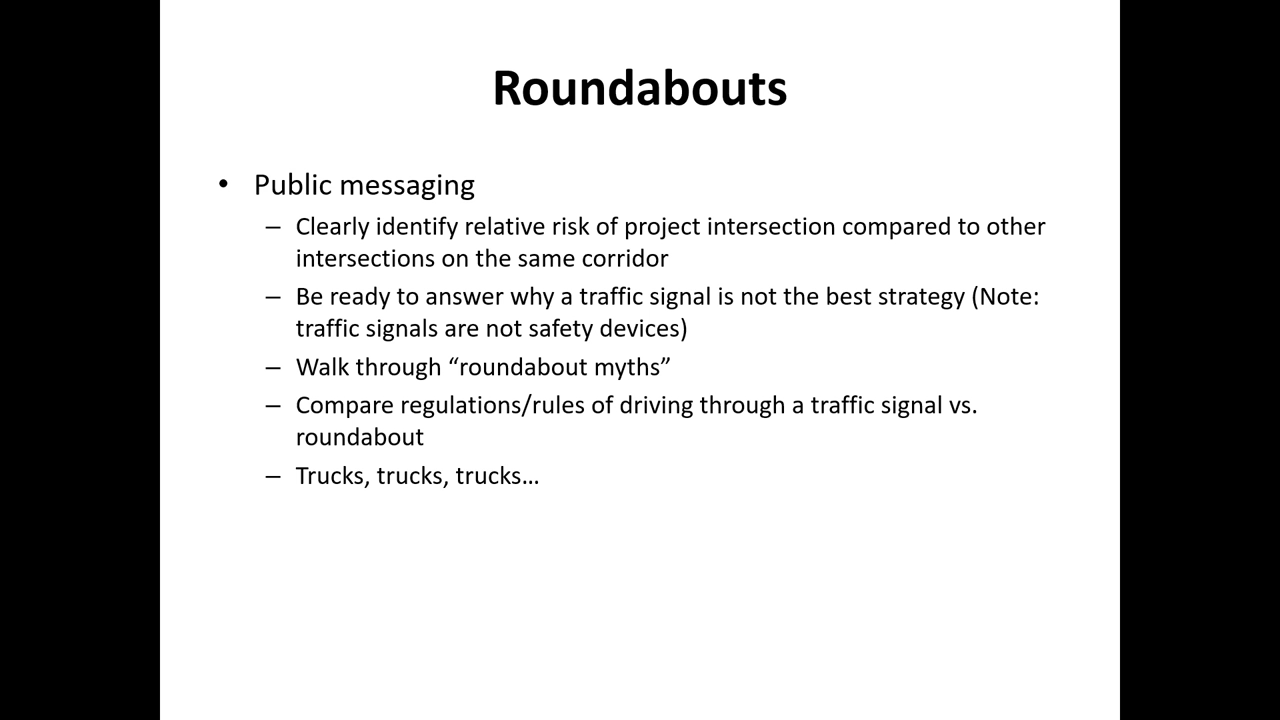 Roundabouts
• Public messaging
– Clearly identify relative risk of project intersection compared to other
intersections on the same corridor
– Be ready to answer why a traffic signal is not the best strategy (Note:
traffic signals are not safety devices)
– Walk through “roundabout myths”
– Compare regulations/rules of driving through a traffic signal vs.
roundabout
– Trucks, trucks, trucks…